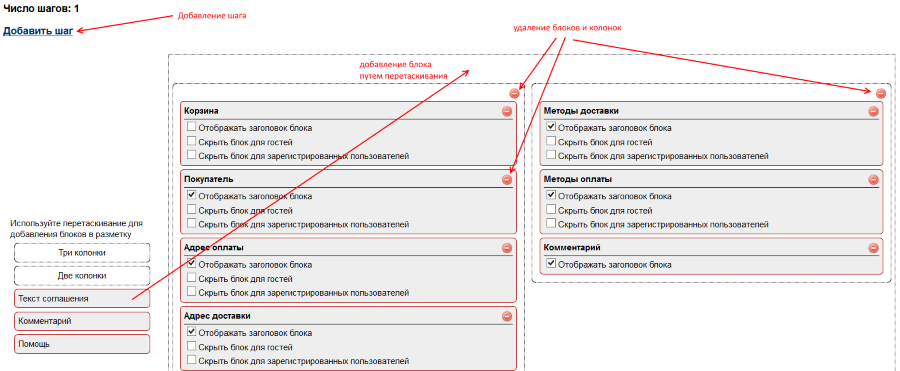 Число шагов: 1
Добавление шага
Добавить шаг
удаление блоков и колонок
добавление блока
путем перетаскивания
Корзина
Отображать заголовок блока
Скрыть блок для гостей
Скрыть блок для зарегистрированных пользователей
Покупатель
Отображать заголовок блока
Скрыть блок для гостей
Скрыть блок для зарегистрированных пользователей
Адрес оплаты
Отображать заголовок блока
Скрыть блок для гостей
Скрыть блок для зарегистрированных пользователей
Адрес доставки
Отображать заголовок блока
Скрыть блок для гостей
Скрыть блок для зарегистрированных пользователей
Методы доставки
Отображать заголовок блока
Скрыть блок для гостей
Скрыть блок для зарегистрированных пользователей
Методы оплаты
Отображать заголовок блока
Скрыть блок для гостей
Скрыть блок для зарегистрированных пользователей
Комментарий
Отображать заголовок блока
Используйте перетаскивание для
добавления блоков в разметку
Три колонки
Две колонки
Текст соглашения
Комментарий
Помощь